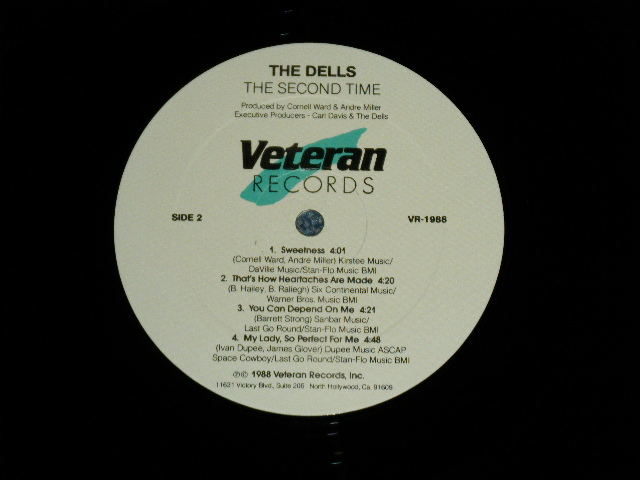 THE DELLS
THE SECOND TIME
Produced by Cornell Ward & Andre Miller
Executive Producers - Carl Davis & The Dells
Veteran
RECORDS
SIDE 2
VR-1988
1. Sweetness 4:01
(Cornell Ward, Andre Miller) Kirstee Music/
DaVille Music/Stan-Flo Music BMI
2. That's How Heartaches Are Made 4:20
(B. Halley, B. Raliegh) Six Continental Music/
Warner Bros. Music BMI
3. You Can Depend On Me 4:21
(Barrett Strong) Sanbar Music/
Last Go Round/Stan-Flo Music BMI
4. My Lady, So Perfect For Me 4:48
(Ivan Dupee, James Glover) Dupee Music ASCAP
Space Cowboy/Last Go Round/Stan-Flo Music BMI
℗© 1988 Veteran Records, Inc.
11631 Victory Blvd., Suite 206 North Hollywood, Ca. 91609